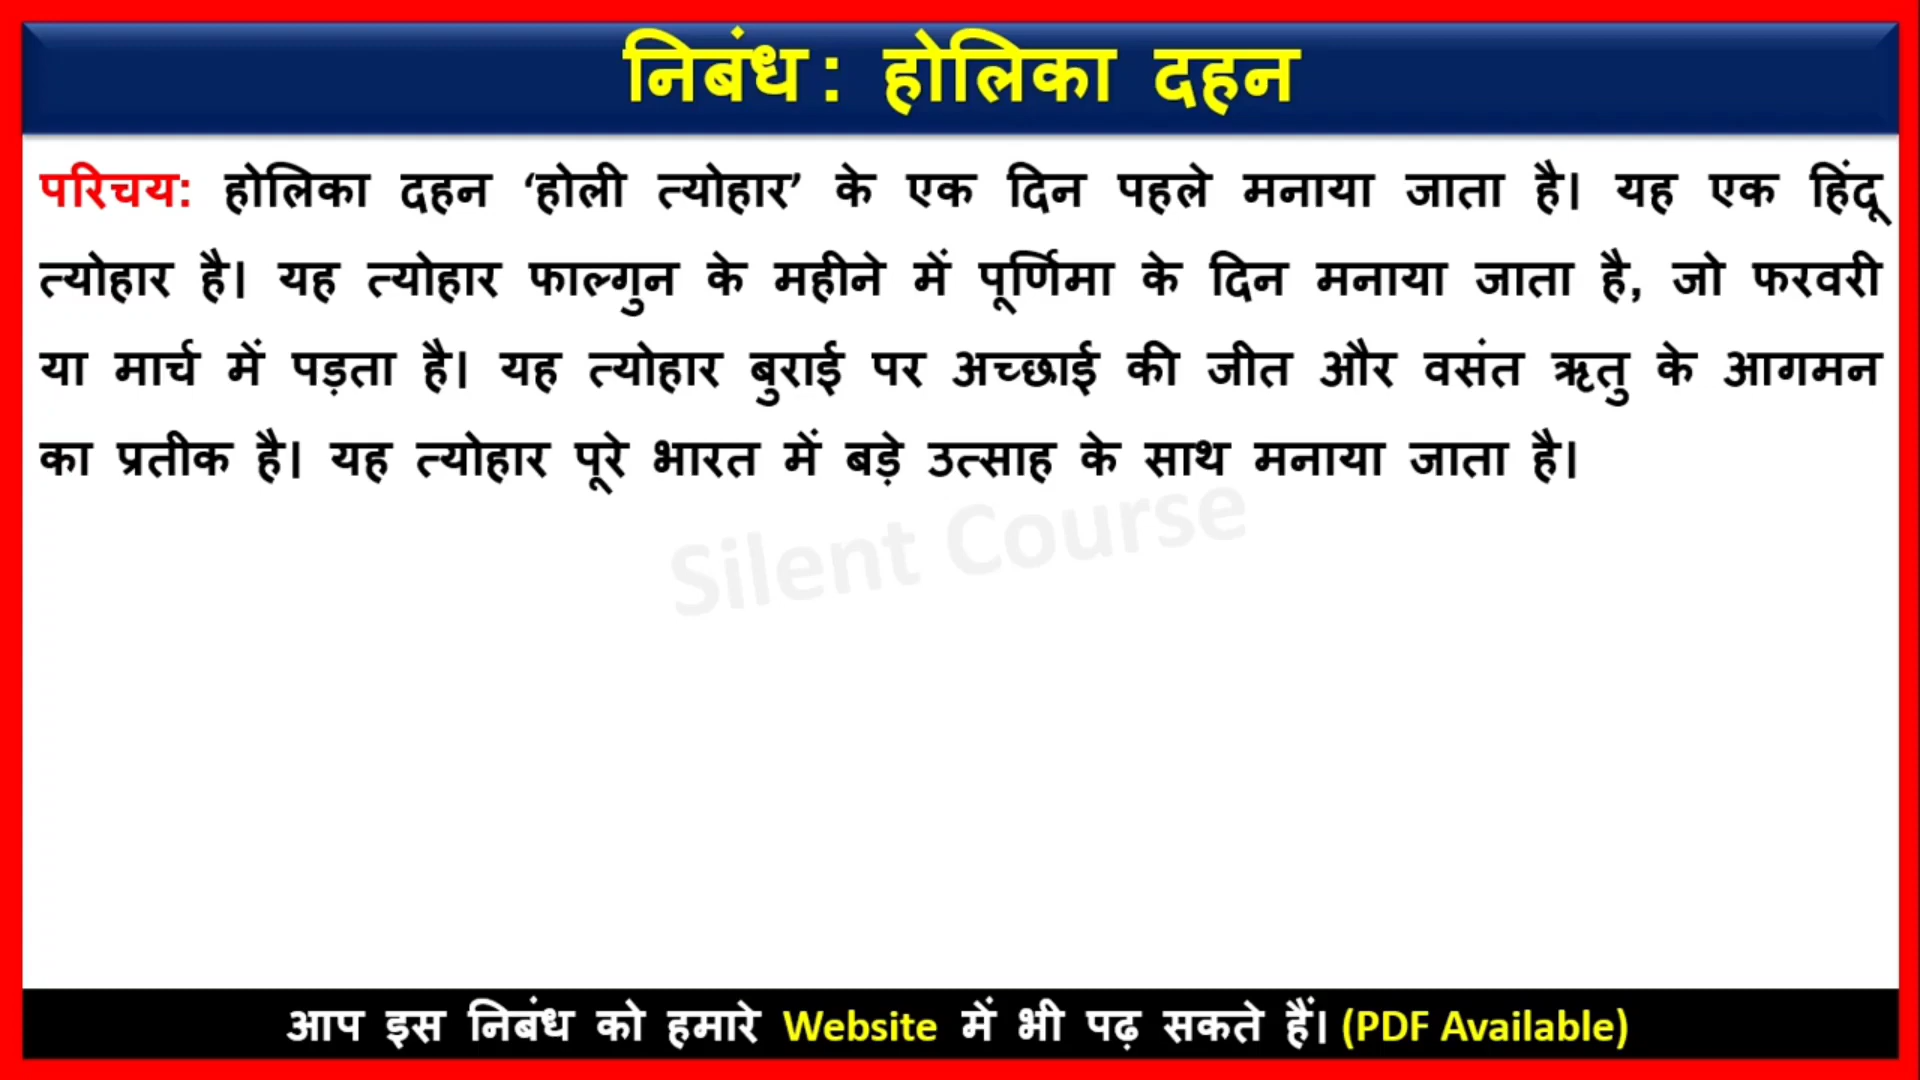 निबंध : होलिका दहन
परिचय: होलिका दहन ‘होली त्योहार’ के एक दिन पहले मनाया जाता है। यह एक हिंदू
त्योहार है। यह त्योहार फाल्गुन के महीने में पूर्णिमा के दिन मनाया जाता है, जो फरवरी
या मार्च में पड़ता है। यह त्योहार बुराई पर अच्छाई की जीत और वसंत ऋतु के आगमन
का प्रतीक है। यह त्योहार पूरे भारत में बड़े उत्साह के साथ मनाया जाता है।
Silent Course
आप इस निबंध को हमारे Website में भी पढ़ सकते हैं। (PDF Available)